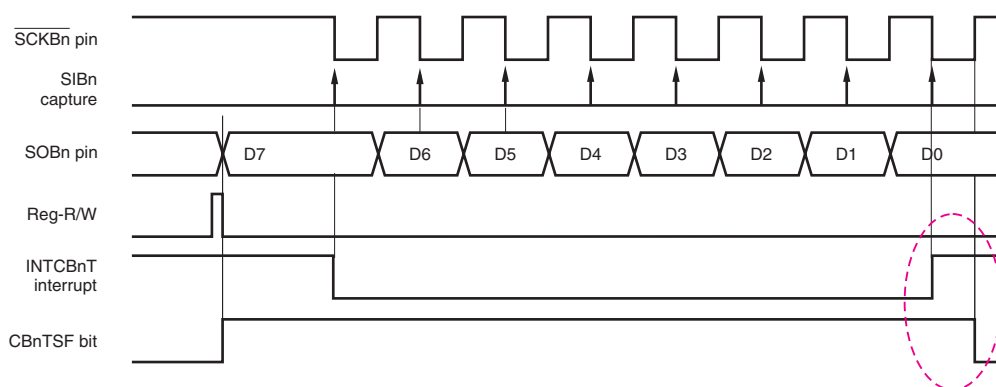 SCKBn pin
SIBn
capture
SOBn pin
D7
D6
D5
D4
D3
D2
D1
D0
Reg-R/W
INTCBnT
interrupt
CBnTSF bit